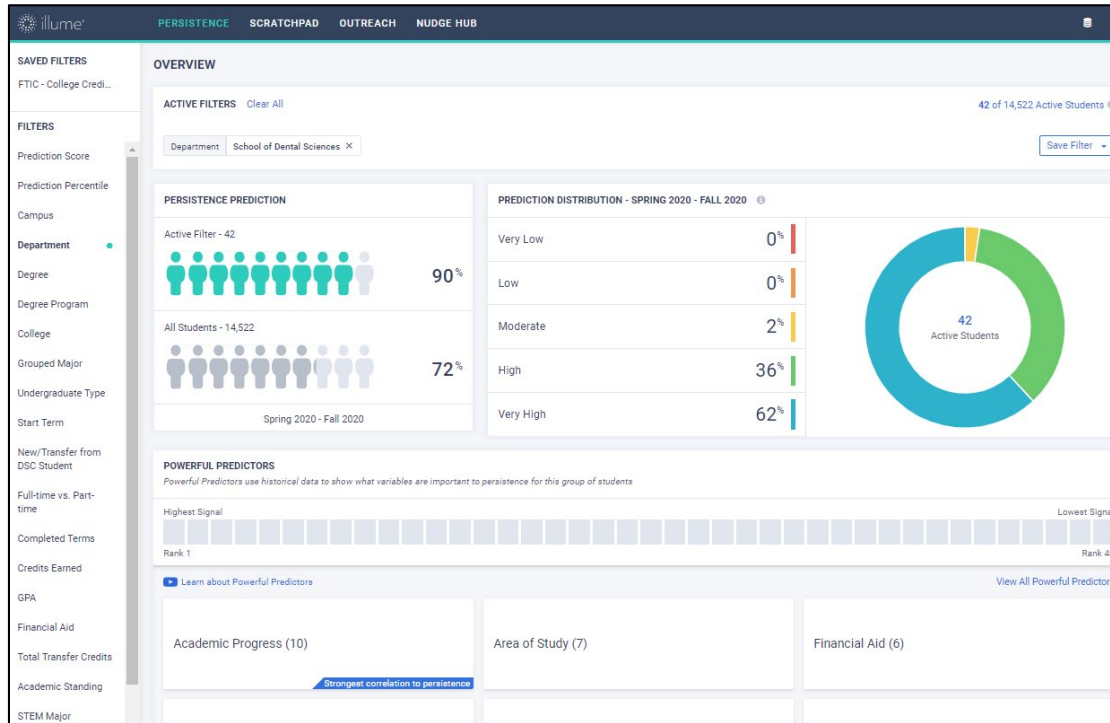 illume
PERSISTENCE SCRATCHPAD OUTREACH NUDGE HUB
SAVED FILTERS
FTIC - College Credi...
FILTERS
Prediction Score
Prediction Percentile
Campus
Department
Degree
Degree Program
College
Grouped Major
Undergraduate Type
Start Term
New/Transfer from
DSC Student
Full-time vs. Part-
time
Completed Terms
Credits Earned
GPA
Financial Aid
Total Transfer Credits
Academic Standing
STEM Major
OVERVIEW
ACTIVE FILTERS Clear All
42 of 14,522 Active Students
Department School of Dental Sciences ×
Save Filter
PERSISTENCE PREDICTION
Active Filter - 42
90%
All Students - 14,522
72%
Spring 2020 - Fall 2020
PREDICTION DISTRIBUTION - SPRING 2020 - FALL 2020
Very Low 0%
Low 0%
Moderate 2%
High 36%
Very High 62%
42
Active Students
POWERFUL PREDICTORS
Powerful Predictors use historical data to show what variables are important to persistence for this group of students
Highest Signal Lowest Signa
Rank 1 Rank 4
Learn about Powerful Predictors View All Powerful Predictor
Academic Progress (10)
Strongest correlation to persistence
Area of Study (7)
Financial Aid (6)